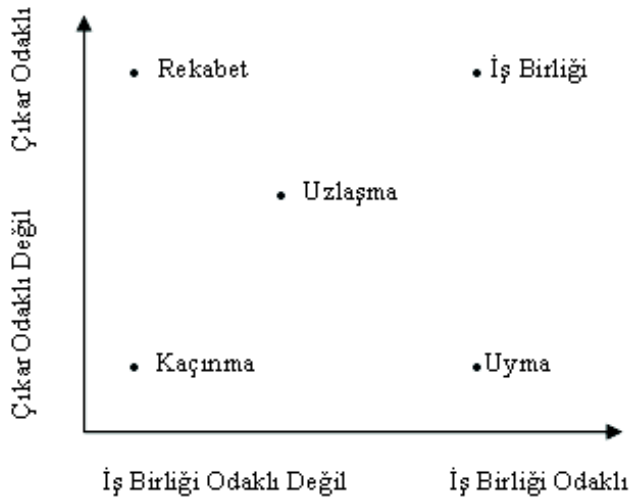 Çıkar Odaklı
Rekabet
İş Birliği
Uzlaşma
Çıkar Odaklı Değil
Kaçınma
Uyma
İş Birliği Odaklı Değil
İş Birliği Odaklı